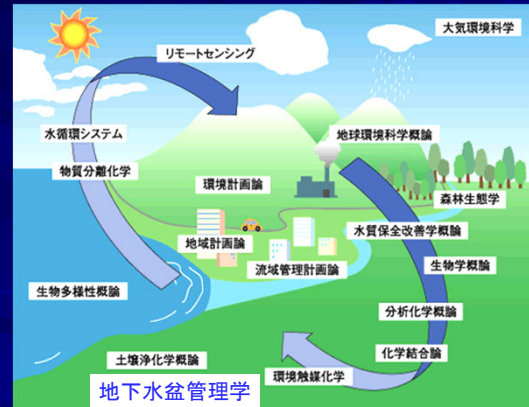 大気環境科学
リモートセンシング
水循環システム
地球環境科学概論
物質分離化学
環境計画論
森林生態学
地域計画論
水質保全改善学概論
流域管理計画論
生物学概論
生物多様性概論
分析化学概論
化学結合論
土壌浄化学概論
環境触媒化学
地下水盆管理学